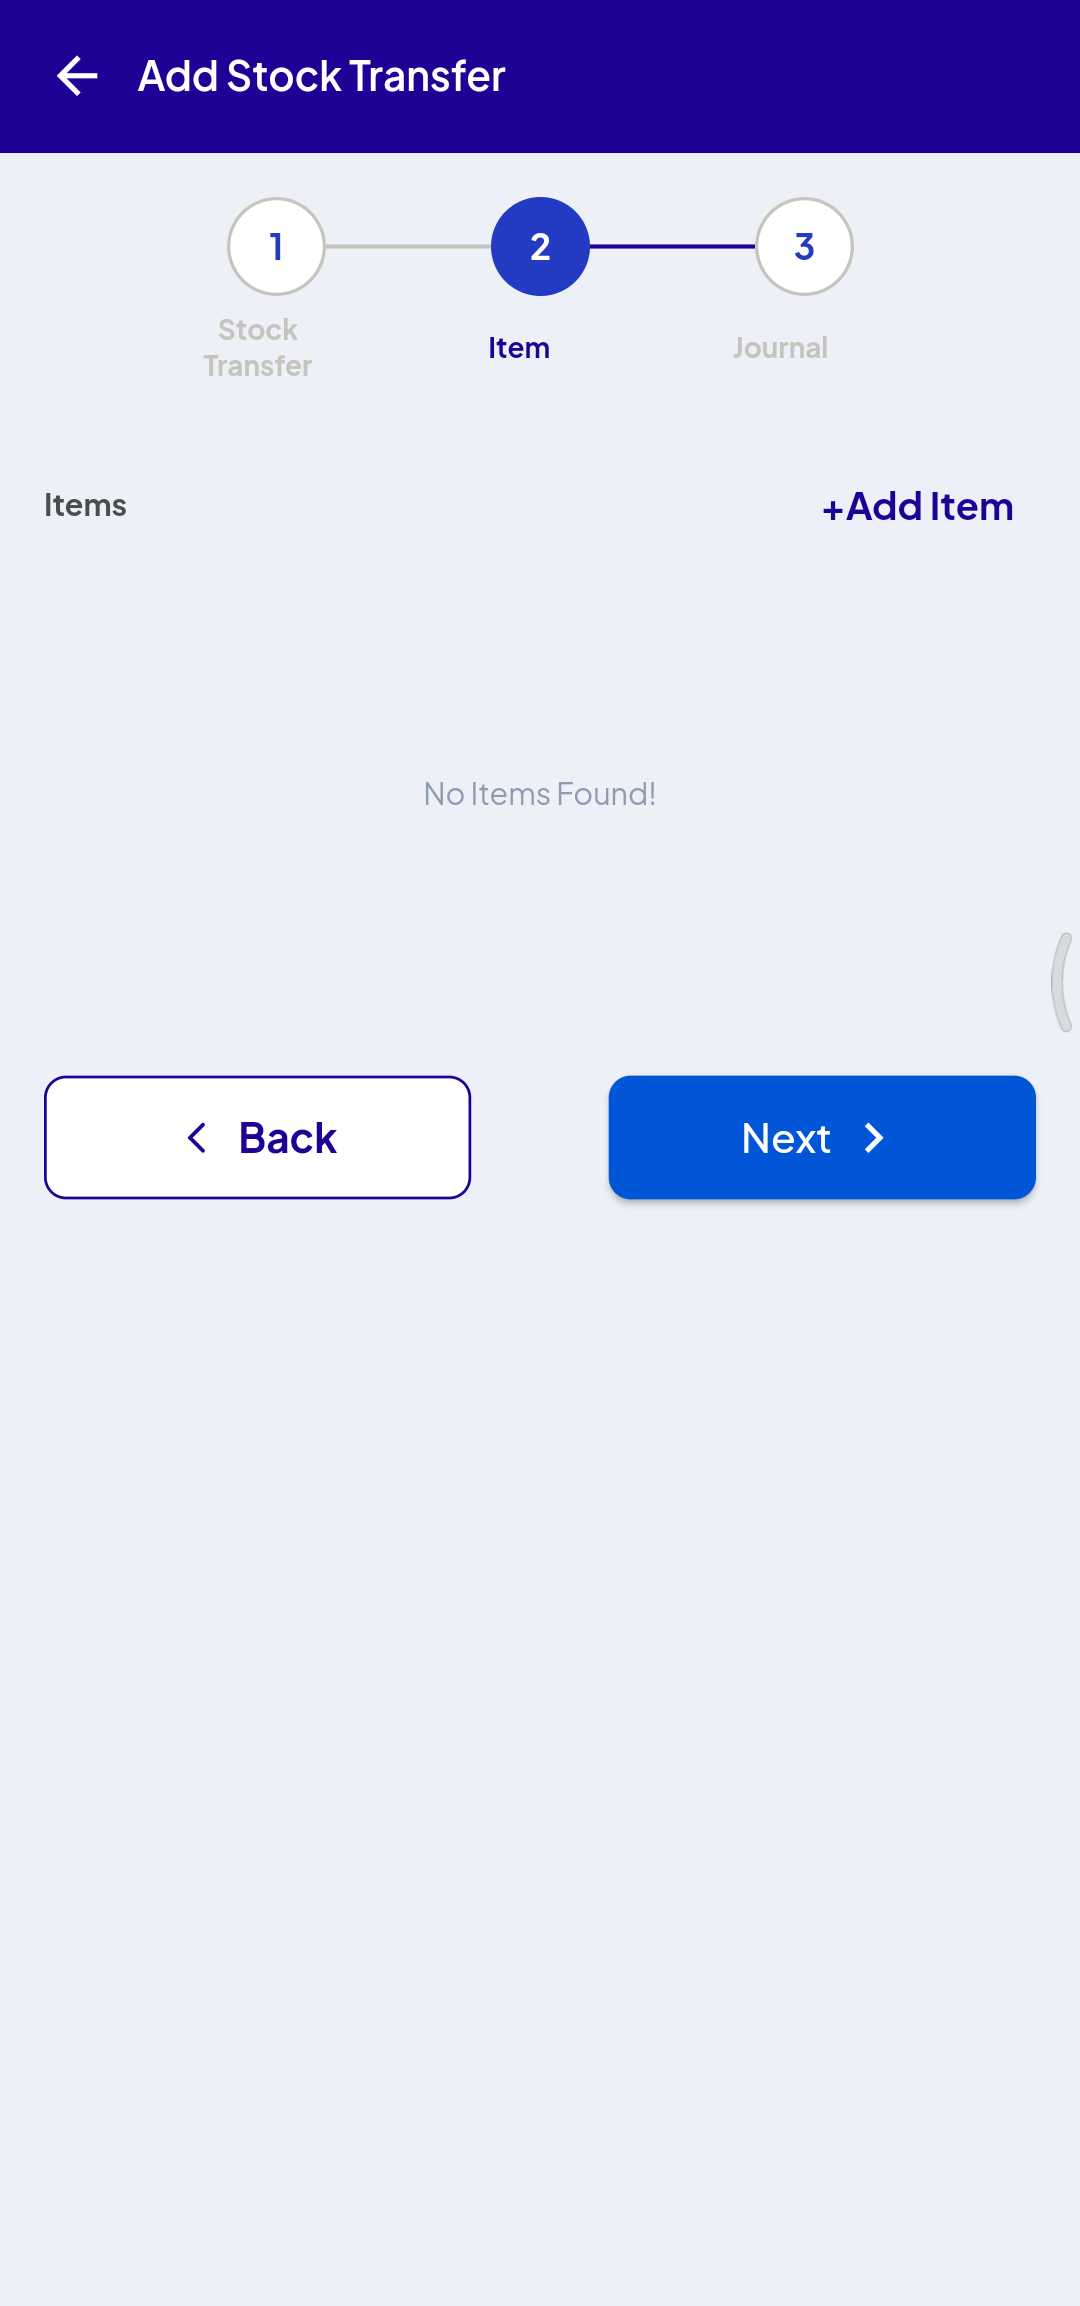 Add Stock Transfer
1
2
3
Stock
Transfer
Item
Journal
Items
+Add Item
No Items Found!
Back
Next